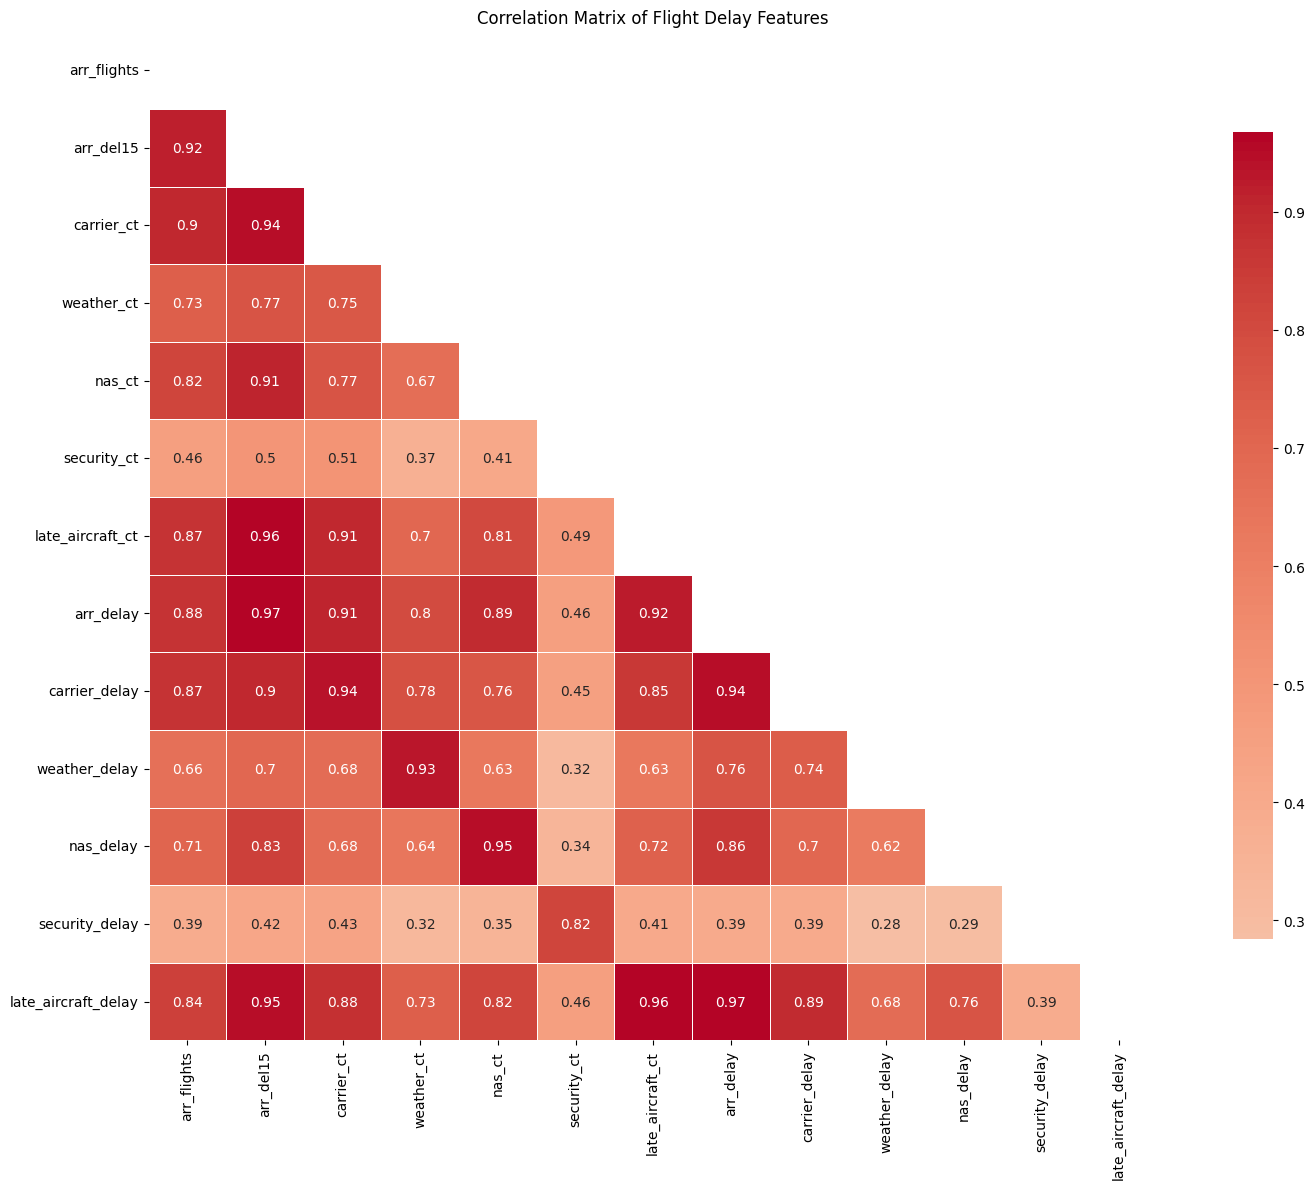 Correlation Matrix of Flight Delay Features
arr_flights
arr_del15 0.92
carrier_ct 0.9 0.94
weather_ct 0.73 0.77 0.75
nas_ct 0.82 0.91 0.77 0.67
security_ct 0.46 0.5 0.51 0.37 0.41
late_aircraft_ct 0.87 0.96 0.91 0.7 0.81 0.49
arr_delay 0.88 0.97 0.91 0.8 0.89 0.46 0.92
carrier_delay 0.87 0.9 0.94 0.78 0.76 0.45 0.85 0.94
weather_delay 0.66 0.7 0.68 0.93 0.63 0.32 0.63 0.76 0.74
nas_delay 0.71 0.83 0.68 0.64 0.95 0.34 0.72 0.86 0.7 0.62
security_delay 0.39 0.42 0.43 0.32 0.35 0.82 0.41 0.39 0.39 0.28 0.29
late_aircraft_delay 0.84 0.95 0.88 0.73 0.82 0.46 0.96 0.97 0.89 0.68 0.76 0.39
arr_flights
arr_del15
carrier_ct
weather_ct
nas_ct
security_ct
late_aircraft_ct
arr_delay
carrier_delay
weather_delay
nas_delay
security_delay
late_aircraft_delay
0.9
0.8
0.7
0.6
0.5
0.4
0.3